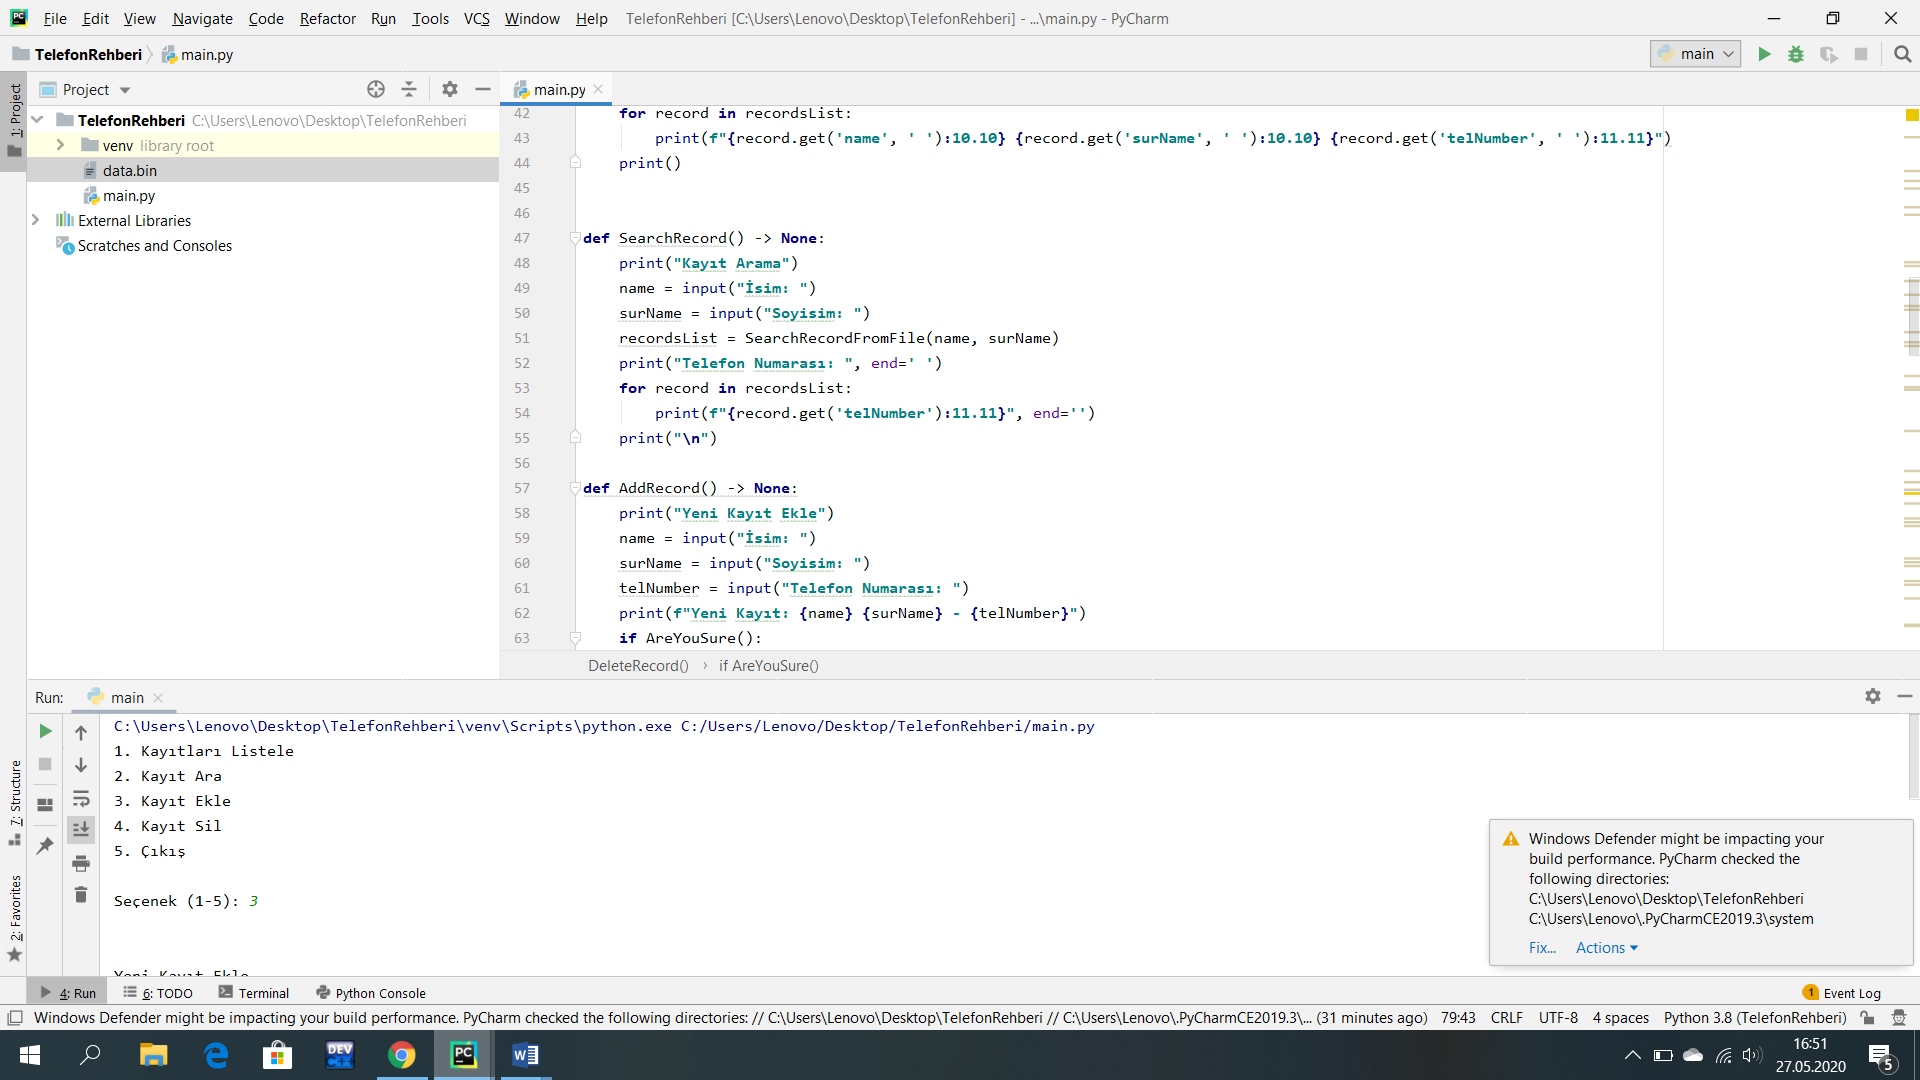 File Edit View Navigate Code Refactor Run Tools VCS Window Help TelefonRehberi [C:\Users\Lenovo\Desktop\TelefonRehberi] - ...\main.py - PyCharm
TelefonRehberi main.py
main
1: Project
Project
main.py
TelefonRehberi C:\Users\Lenovo\Desktop\TelefonRehberi
venv library root
data.bin
main.py
External Libraries
Scratches and Consoles
42 for record in recordsList:
43 print(f"{record.get('name', ' '):10.10} {record.get('surName', ' '):10.10} {record.get('telNumber', ' '):11.11}")
44 print()
45
46
47 def SearchRecord() -> None:
48 print("Kayıt Arama")
49 name = input("İsim: ")
50 surName = input("Soyisim: ")
51 recordsList = SearchRecordFromFile(name, surName)
52 print("Telefon Numarası: ", end=' ')
53 for record in recordsList:
54 print(f"{record.get('telNumber'):11.11}", end='')
55 print("\n")
56
57 def AddRecord() -> None:
58 print("Yeni Kayıt Ekle")
59 name = input("İsim: ")
60 surName = input("Soyisim: ")
61 telNumber = input("Telefon Numarası: ")
62 print(f"Yeni Kayıt: {name} {surName} - {telNumber}")
63 if AreYouSure():
DeleteRecord() › if AreYouSure()
Run: main
C:\Users\Lenovo\Desktop\TelefonRehberi\venv\Scripts\python.exe C:/Users/Lenovo/Desktop/TelefonRehberi/main.py
1. Kayıtları Listele
2. Kayıt Ara
3. Kayıt Ekle
4. Kayıt Sil
5. Çıkış
Seçenek (1-5): 3
Yeni Kayıt Ekle
7: Structure
2: Favorites
Windows Defender might be impacting your
build performance. PyCharm checked the
following directories:
C:\Users\Lenovo\Desktop\TelefonRehberi
C:\Users\Lenovo\.PyCharmCE2019.3\system
Fix... Actions
4: Run 6: TODO Terminal Python Console 1 Event Log
Windows Defender might be impacting your build performance. PyCharm checked the following directories: // C:\Users\Lenovo\Desktop\TelefonRehberi // C:\Users\Lenovo\.PyCharmCE2019.3\... (31 minutes ago) 79:43 CRLF UTF-8 4 spaces Python 3.8 (TelefonRehberi)
DEV C++
PC
W
16:51
27.05.2020
5